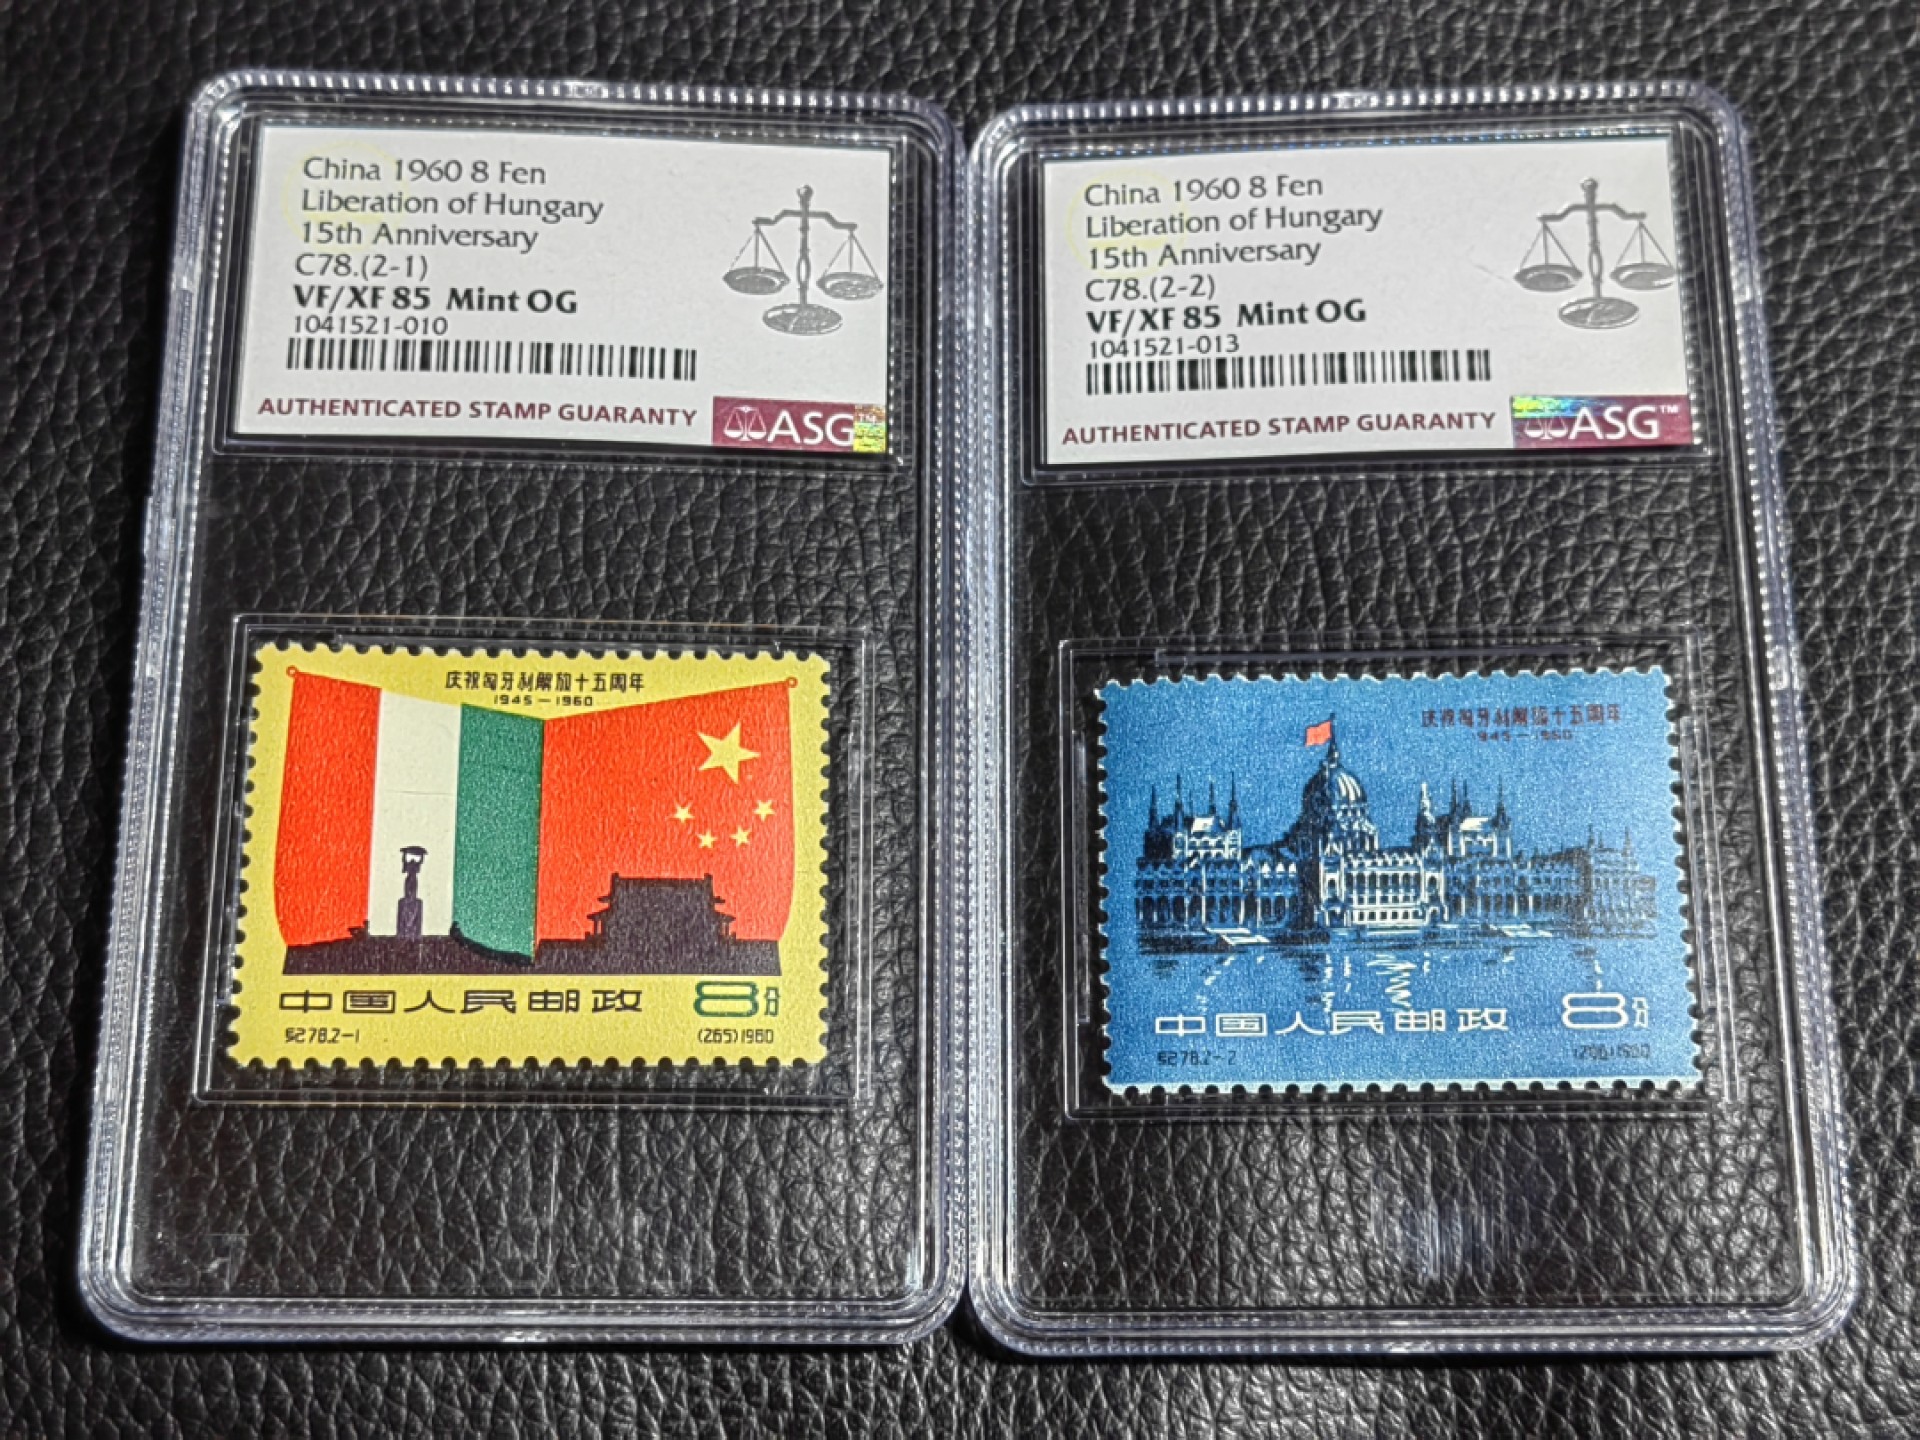 China 1960 8 Fen
Liberation of Hungary
15th Anniversary
C78.(2-1)
VF/XF 85 Mint OG
1041521-010
AUTHENTICATED STAMP GUARANTY
ASG
庆祝匈牙利解放十五周年
1945—1960
中国人民邮政 8分
纪78.2-1 (265)1960
China 1960 8 Fen
Liberation of Hungary
15th Anniversary
C78.(2-2)
VF/XF 85 Mint OG
1041521-013
AUTHENTICATED STAMP GUARANTY
ASG™
庆祝匈牙利解放十五周年
1945—1960
中国人民邮政 8分
纪78.2-2 (266)1960